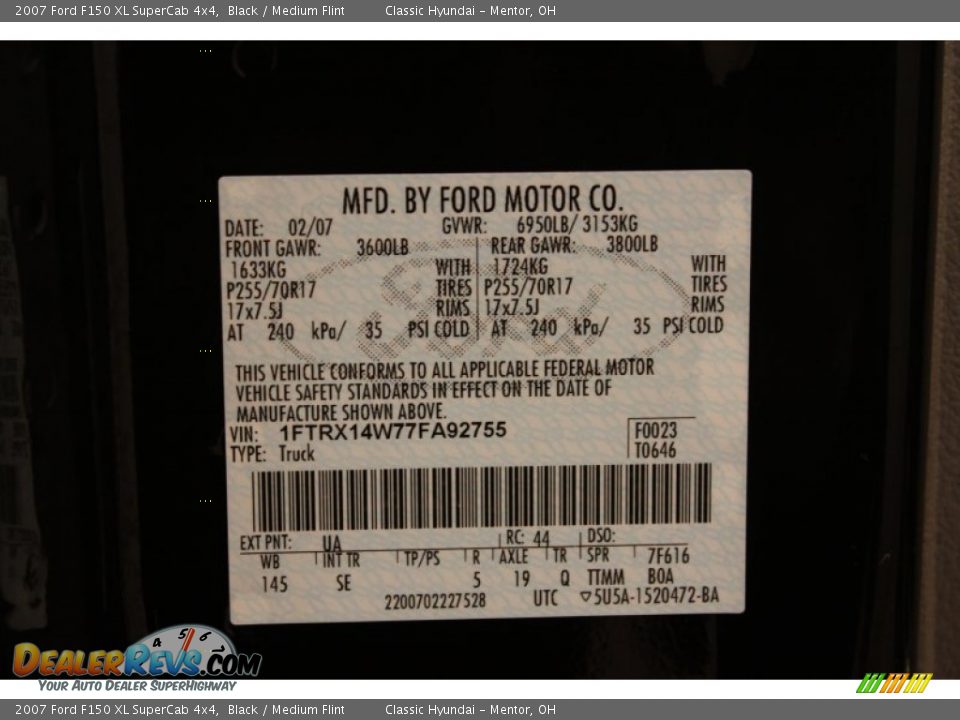 2007 Ford F150 XL SuperCab 4x4, Black / Medium Flint Classic Hyundai - Mentor, OH
MFD. BY FORD MOTOR CO.
DATE: 02/07 GVWR: 6950LB/ 3153KG
FRONT GAWR: 3600LB REAR GAWR: 3800LB
1633KG WITH 1724KG WITH
P255/70R17 TIRES P255/70R17 TIRES
17x7.5J RIMS 17x7.5J RIMS
AT 240 kPa/ 35 PSI COLD AT 240 kPa/ 35 PSI COLD
THIS VEHICLE CONFORMS TO ALL APPLICABLE FEDERAL MOTOR
VEHICLE SAFETY STANDARDS IN EFFECT ON THE DATE OF
MANUFACTURE SHOWN ABOVE.
VIN: 1FTRX14W77FA92755 F0023
TYPE: Truck T0646
EXT PNT: UA RC: 44 DSO:
WB INT TR TP/PS R AXLE TR SPR 7F616
145 SE 5 19 Q TTMM BOA
2200702227528 UTC ▽5U5A-1520472-BA
Ford
4 5 6
DEALERREVS.COM
YOUR AUTO DEALER SUPERHIGHWAY
2007 Ford F150 XL SuperCab 4x4, Black / Medium Flint Classic Hyundai - Mentor, OH